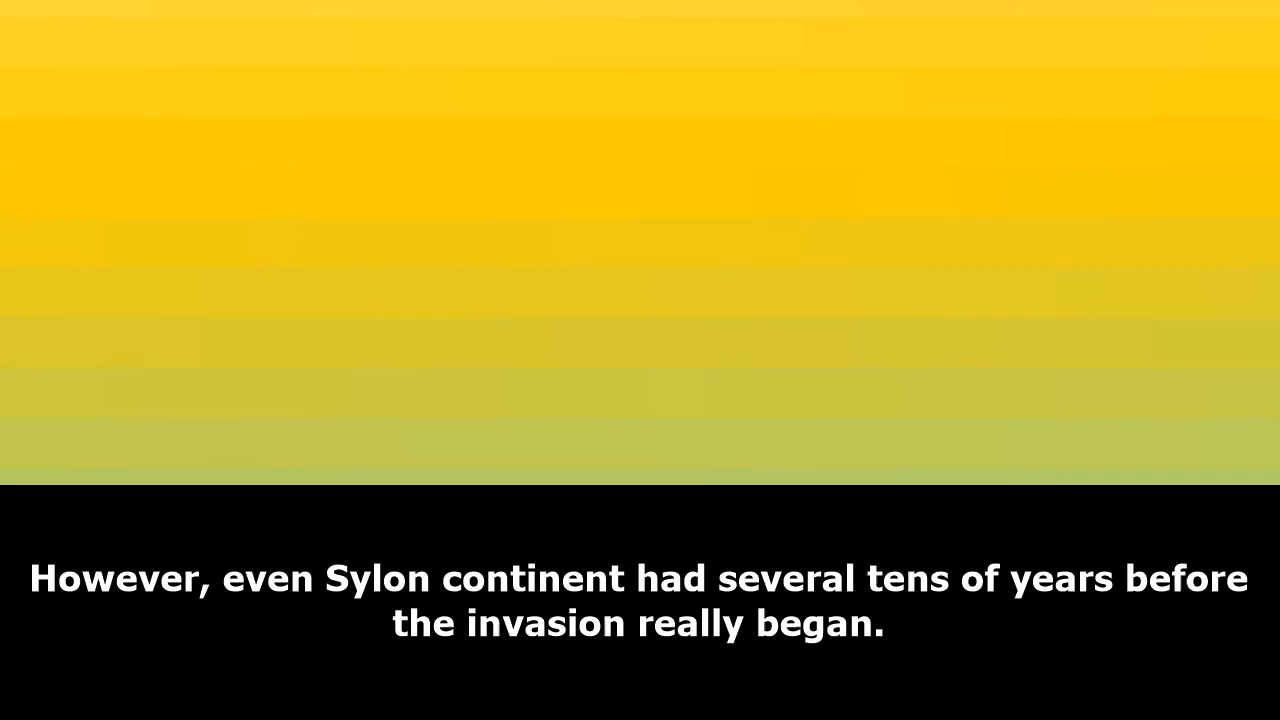 However, even Sylon continent had several tens of years before
the invasion really began.